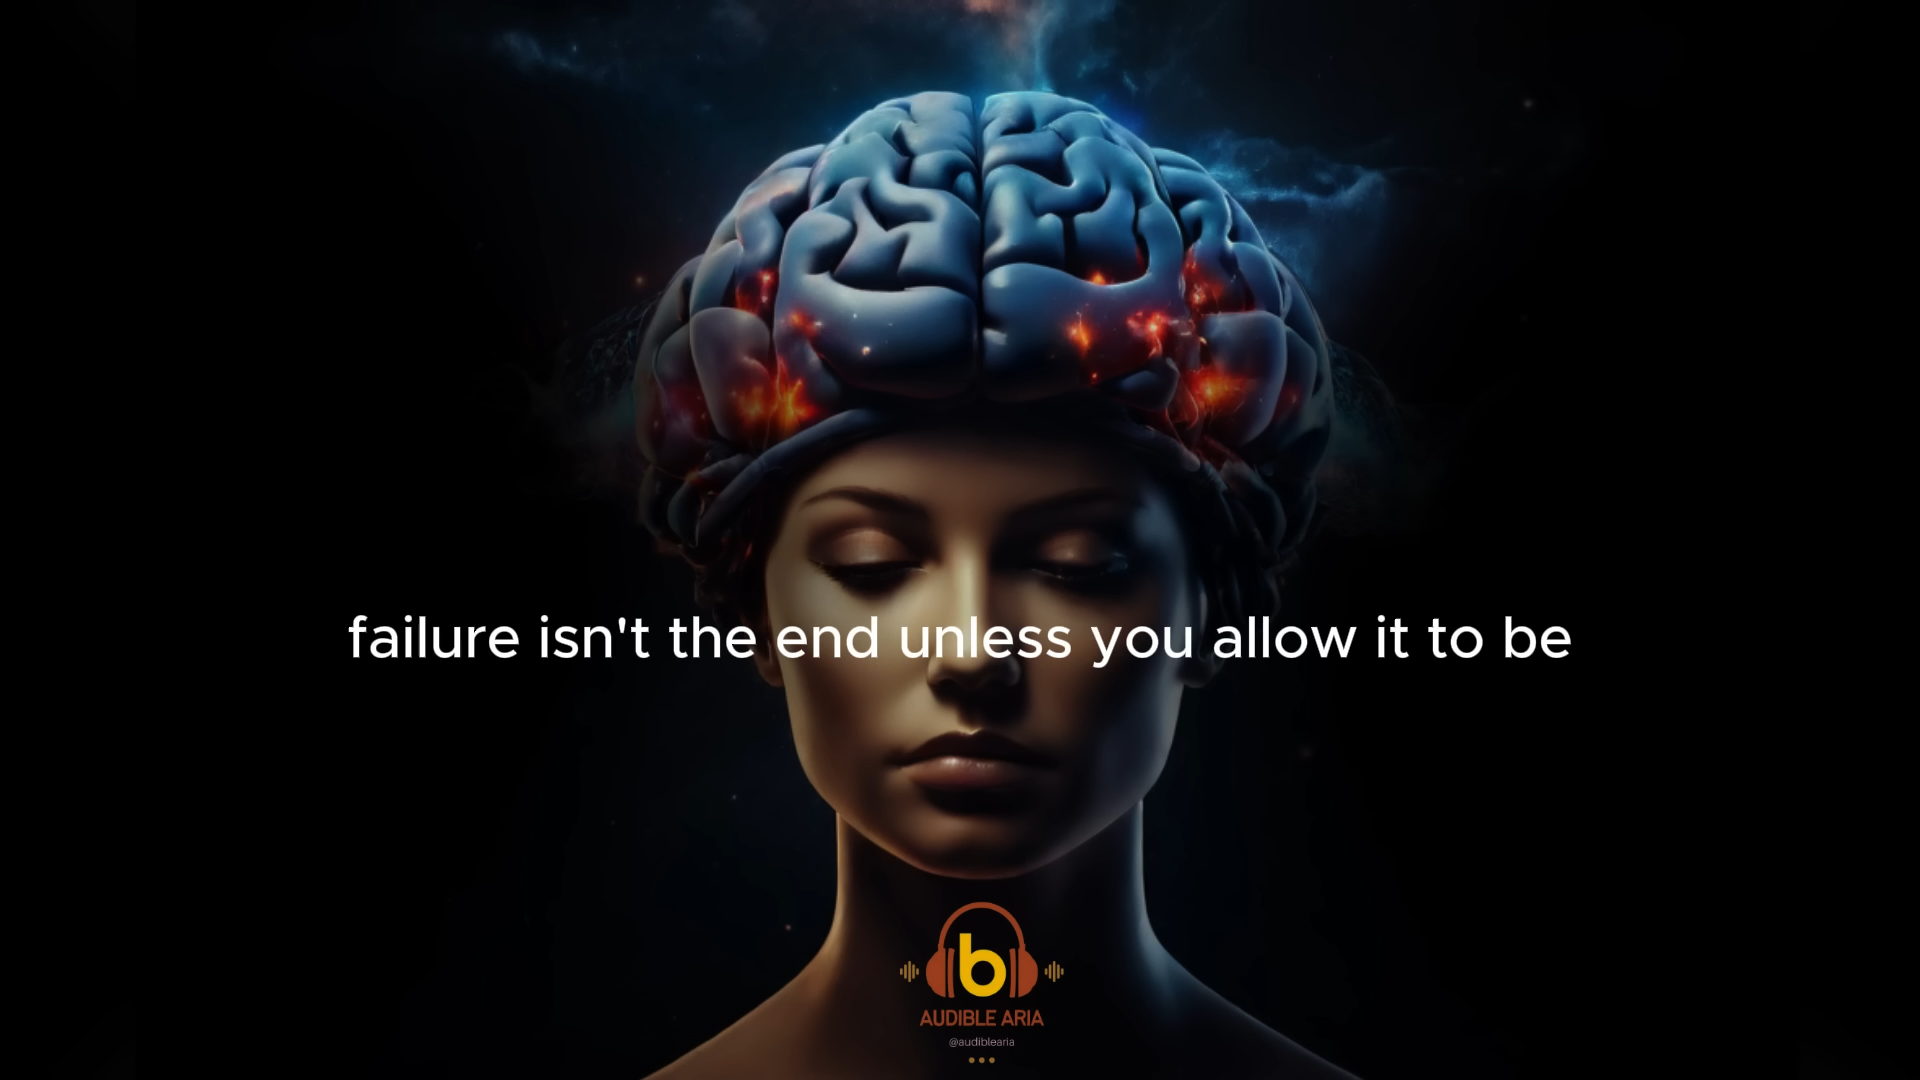 failure isn't the end unless you allow it to be
b
AUDIBLE ARIA
@audiblearia